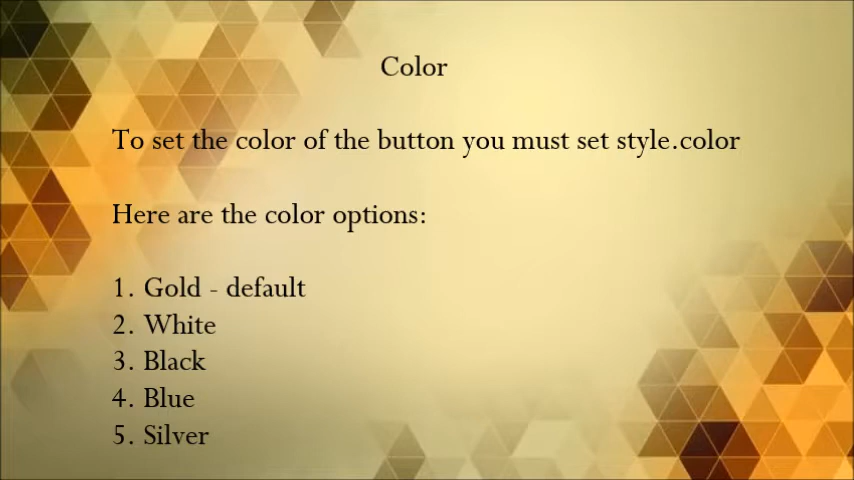 Color
To set the color of the button you must set style.color
Here are the color options:
1. Gold - default
2. White
3. Black
4. Blue
5. Silver